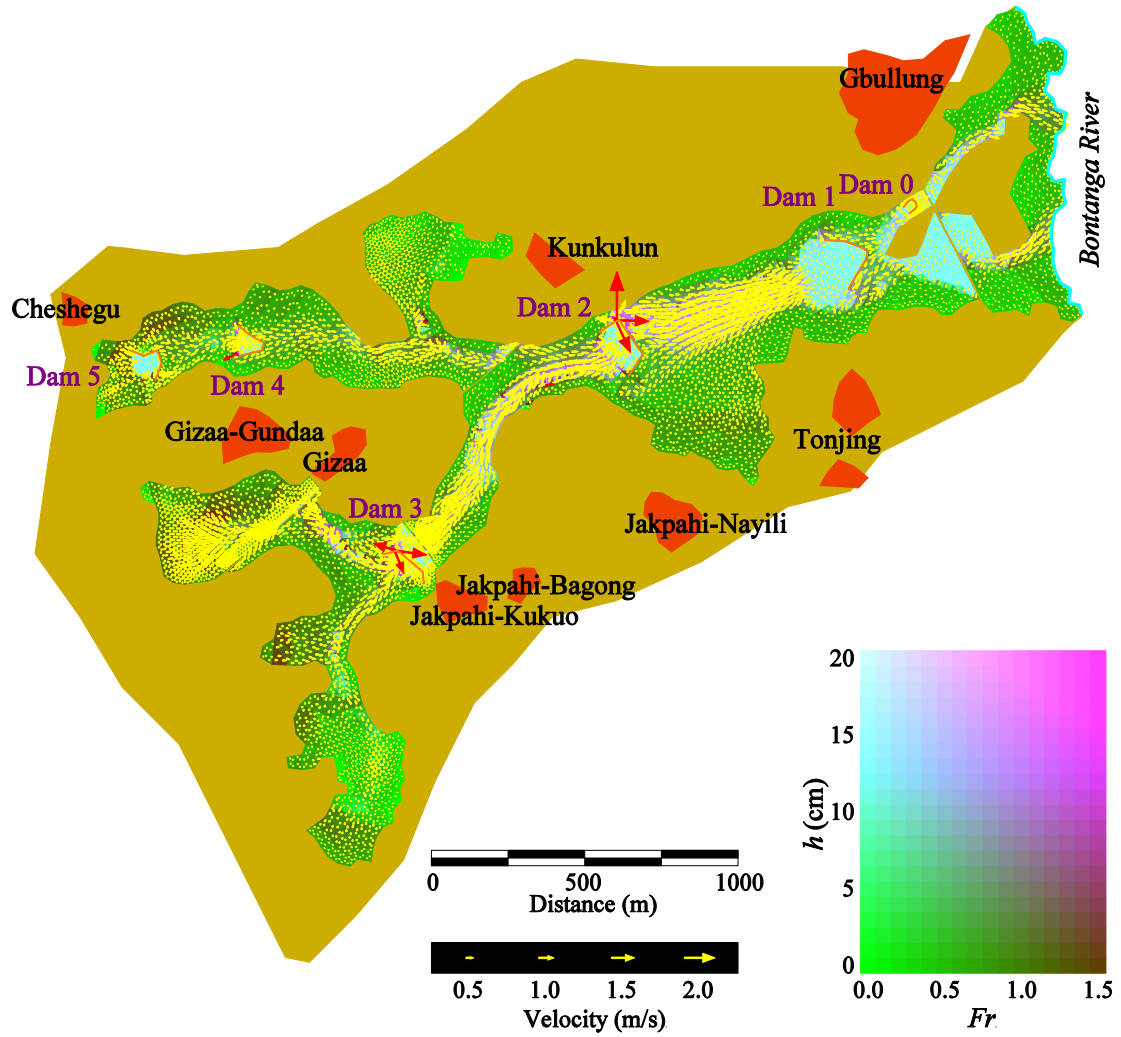 Gbullung
Bontanga River
Dam 1
Dam 0
Kunkulun
Dam 2
Cheshegu
Dam 5
Dam 4
Gizaa-Gundaa
Gizaa
Tonjing
Dam 3
Jakpahi-Nayili
Jakpahi-Bagong
Jakpahi-Kukuo
0 500 1000
Distance (m)
0.5 1.0 1.5 2.0
Velocity (m/s)
20
15
10
5
0
h (cm)
0.0 0.5 1.0 1.5
Fr